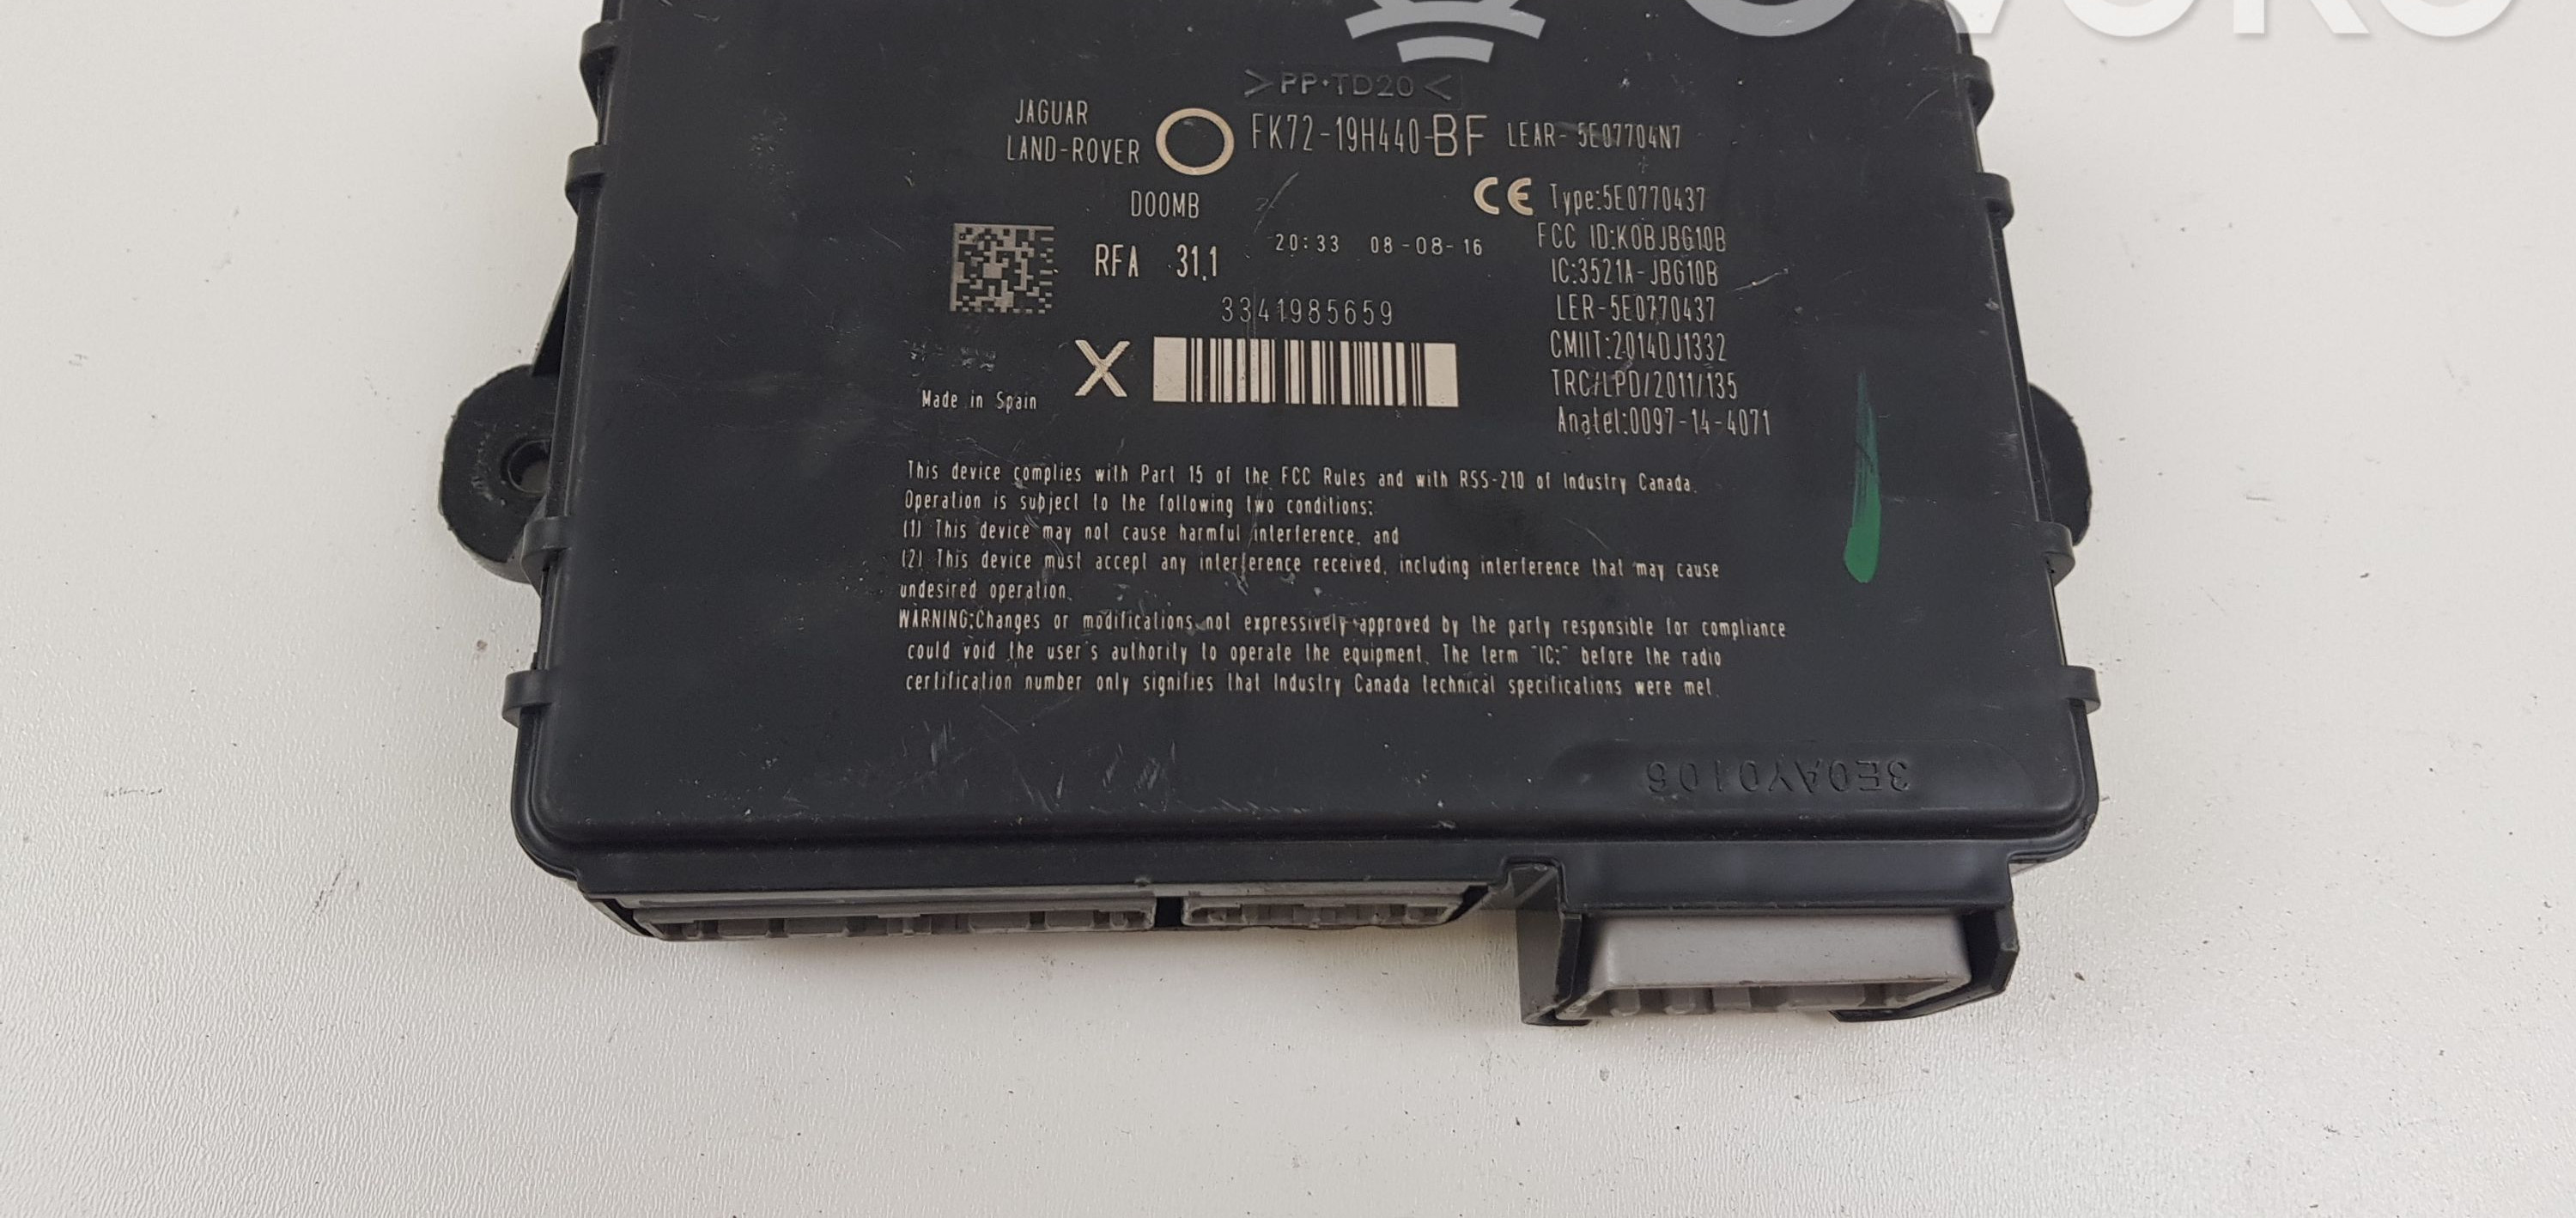 >PP·TD20<
JAGUAR
LAND-ROVER
FK72-19H440-BF
LEAR- 5E07704N7
D00MB
CE Type:5E0770437
20:33 08-08-16
FCC ID:KOBJBG10B
RFA 31.1
IC:3521A-JBG10B
3341985659
LER-5E0770437
X
CMIIT:2014DJ1332
TRC/LPD/2011/135
Made in Spain
Anatel:0097-14-4071
This device complies with Part 15 of the FCC Rules and with RSS-210 of Industry Canada.
Operation is subject to the following two conditions:
(1) This device may not cause harmful interference, and
(2) This device must accept any interference received, including interference that may cause
undesired operation.
WARNING:Changes or modifications not expressively approved by the party responsible for compliance
could void the user's authority to operate the equipment. The term "IC:" before the radio
certification number only signifies that Industry Canada technical specifications were met.
3E0AY0106